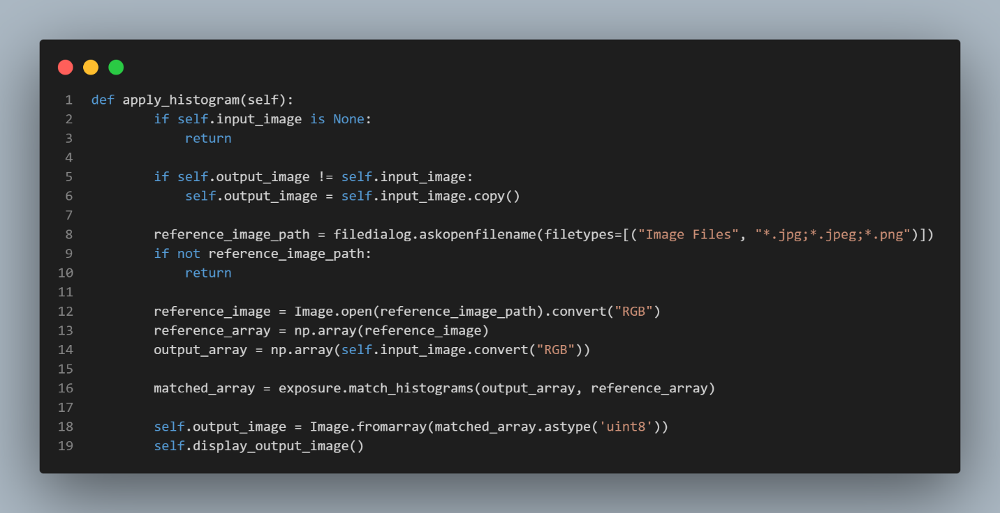 1 def apply_histogram(self):
2         if self.input_image is None:
3             return
4
5         if self.output_image != self.input_image:
6             self.output_image = self.input_image.copy()
7
8         reference_image_path = filedialog.askopenfilename(filetypes=[("Image Files", "*.jpg;*.jpeg;*.png")])
9         if not reference_image_path:
10             return
11
12         reference_image = Image.open(reference_image_path).convert("RGB")
13         reference_array = np.array(reference_image)
14         output_array = np.array(self.input_image.convert("RGB"))
15
16         matched_array = exposure.match_histograms(output_array, reference_array)
17
18         self.output_image = Image.fromarray(matched_array.astype('uint8'))
19         self.display_output_image()